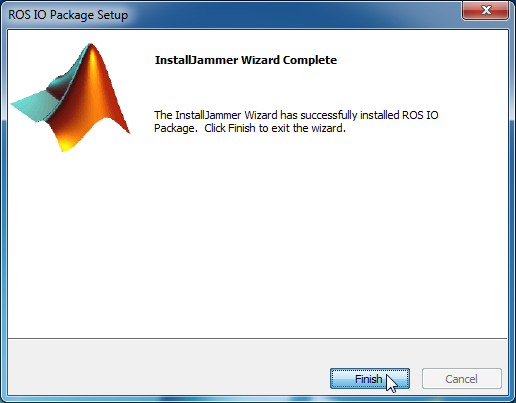 ROS IO Package Setup
InstallJammer Wizard Complete
The InstallJammer Wizard has successfully installed ROS IO
Package.  Click Finish to exit the wizard.
Finish
Cancel